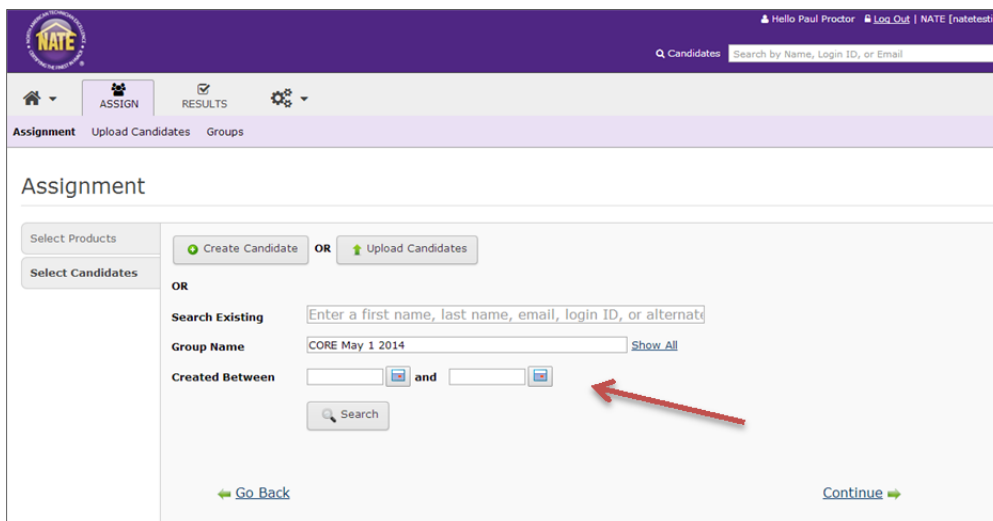 Hello Paul Proctor Log Out | NATE [natetesti
NATE
Candidates Search by Name, Login ID, or Email
ASSIGN RESULTS
Assignment Upload Candidates Groups
Assignment
Select Products
Select Candidates
Create Candidate OR Upload Candidates
OR
Search Existing Enter a first name, last name, email, login ID, or alternate
Group Name CORE May 1 2014 Show All
Created Between and
Search
Go Back Continue